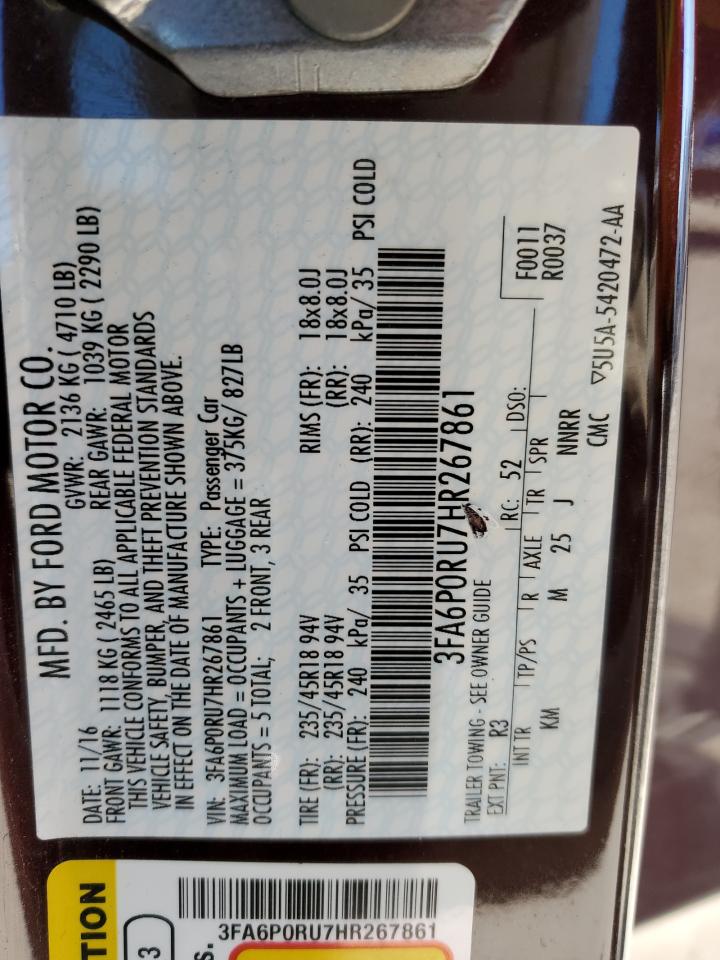 MFD. BY FORD MOTOR CO.
DATE: 11/16 GVWR: 2136 KG ( 4710 LB)
FRONT GAWR: 1118 KG ( 2465 LB) REAR GAWR: 1039 KG ( 2290 LB)
THIS VEHICLE CONFORMS TO ALL APPLICABLE FEDERAL MOTOR
VEHICLE SAFETY, BUMPER, AND THEFT PREVENTION STANDARDS
IN EFFECT ON THE DATE OF MANUFACTURE SHOWN ABOVE.
VIN: 3FA6P0RU7HR267861 TYPE: Passenger Car
MAXIMUM LOAD = OCCUPANTS + LUGGAGE = 375KG/ 827LB
OCCUPANTS = 5 TOTAL; 2 FRONT, 3 REAR
TIRE (FR): 235/45R18 94V RIMS (FR): 18x8.0J
(RR): 235/45R18 94V (RR): 18x8.0J
PRESSURE (FR): 240 kPa/ 35 PSI COLD (RR): 240 kPa/ 35 PSI COLD
3FA6P0RU7HR267861
TRAILER TOWING - SEE OWNER GUIDE
EXT PNT: R3 RC: 52 DSO: F0011
R0037
INT TR TP/PS R AXLE TR SPR
KM M 25 J NNRR
CMC ▽5U5A-5420472-AA
TION
3
S.
3FA6P0RU7HR267861